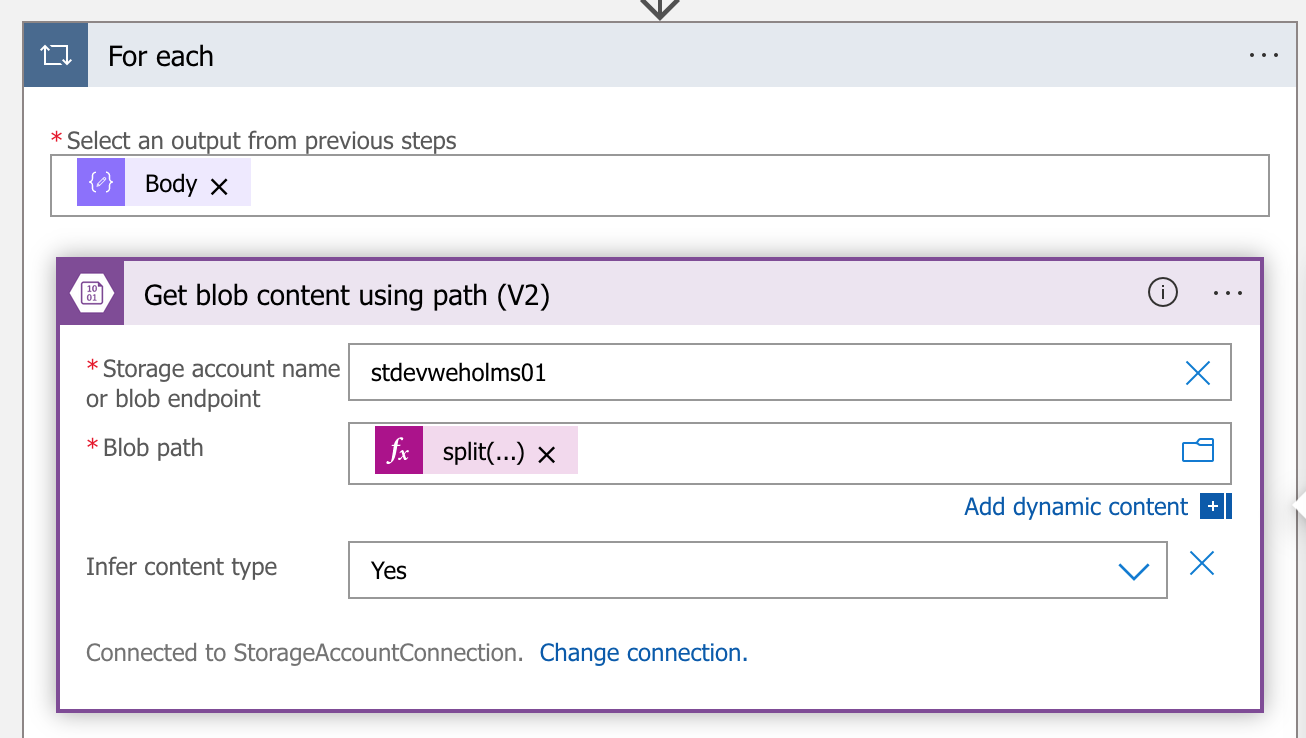 For each
* Select an output from previous steps
Body
10
01
Get blob content using path (V2)
* Storage account name
or blob endpoint
stdevweholms01
* Blob path
fx split(...)
Add dynamic content
Infer content type
Yes
Connected to StorageAccountConnection. Change connection.